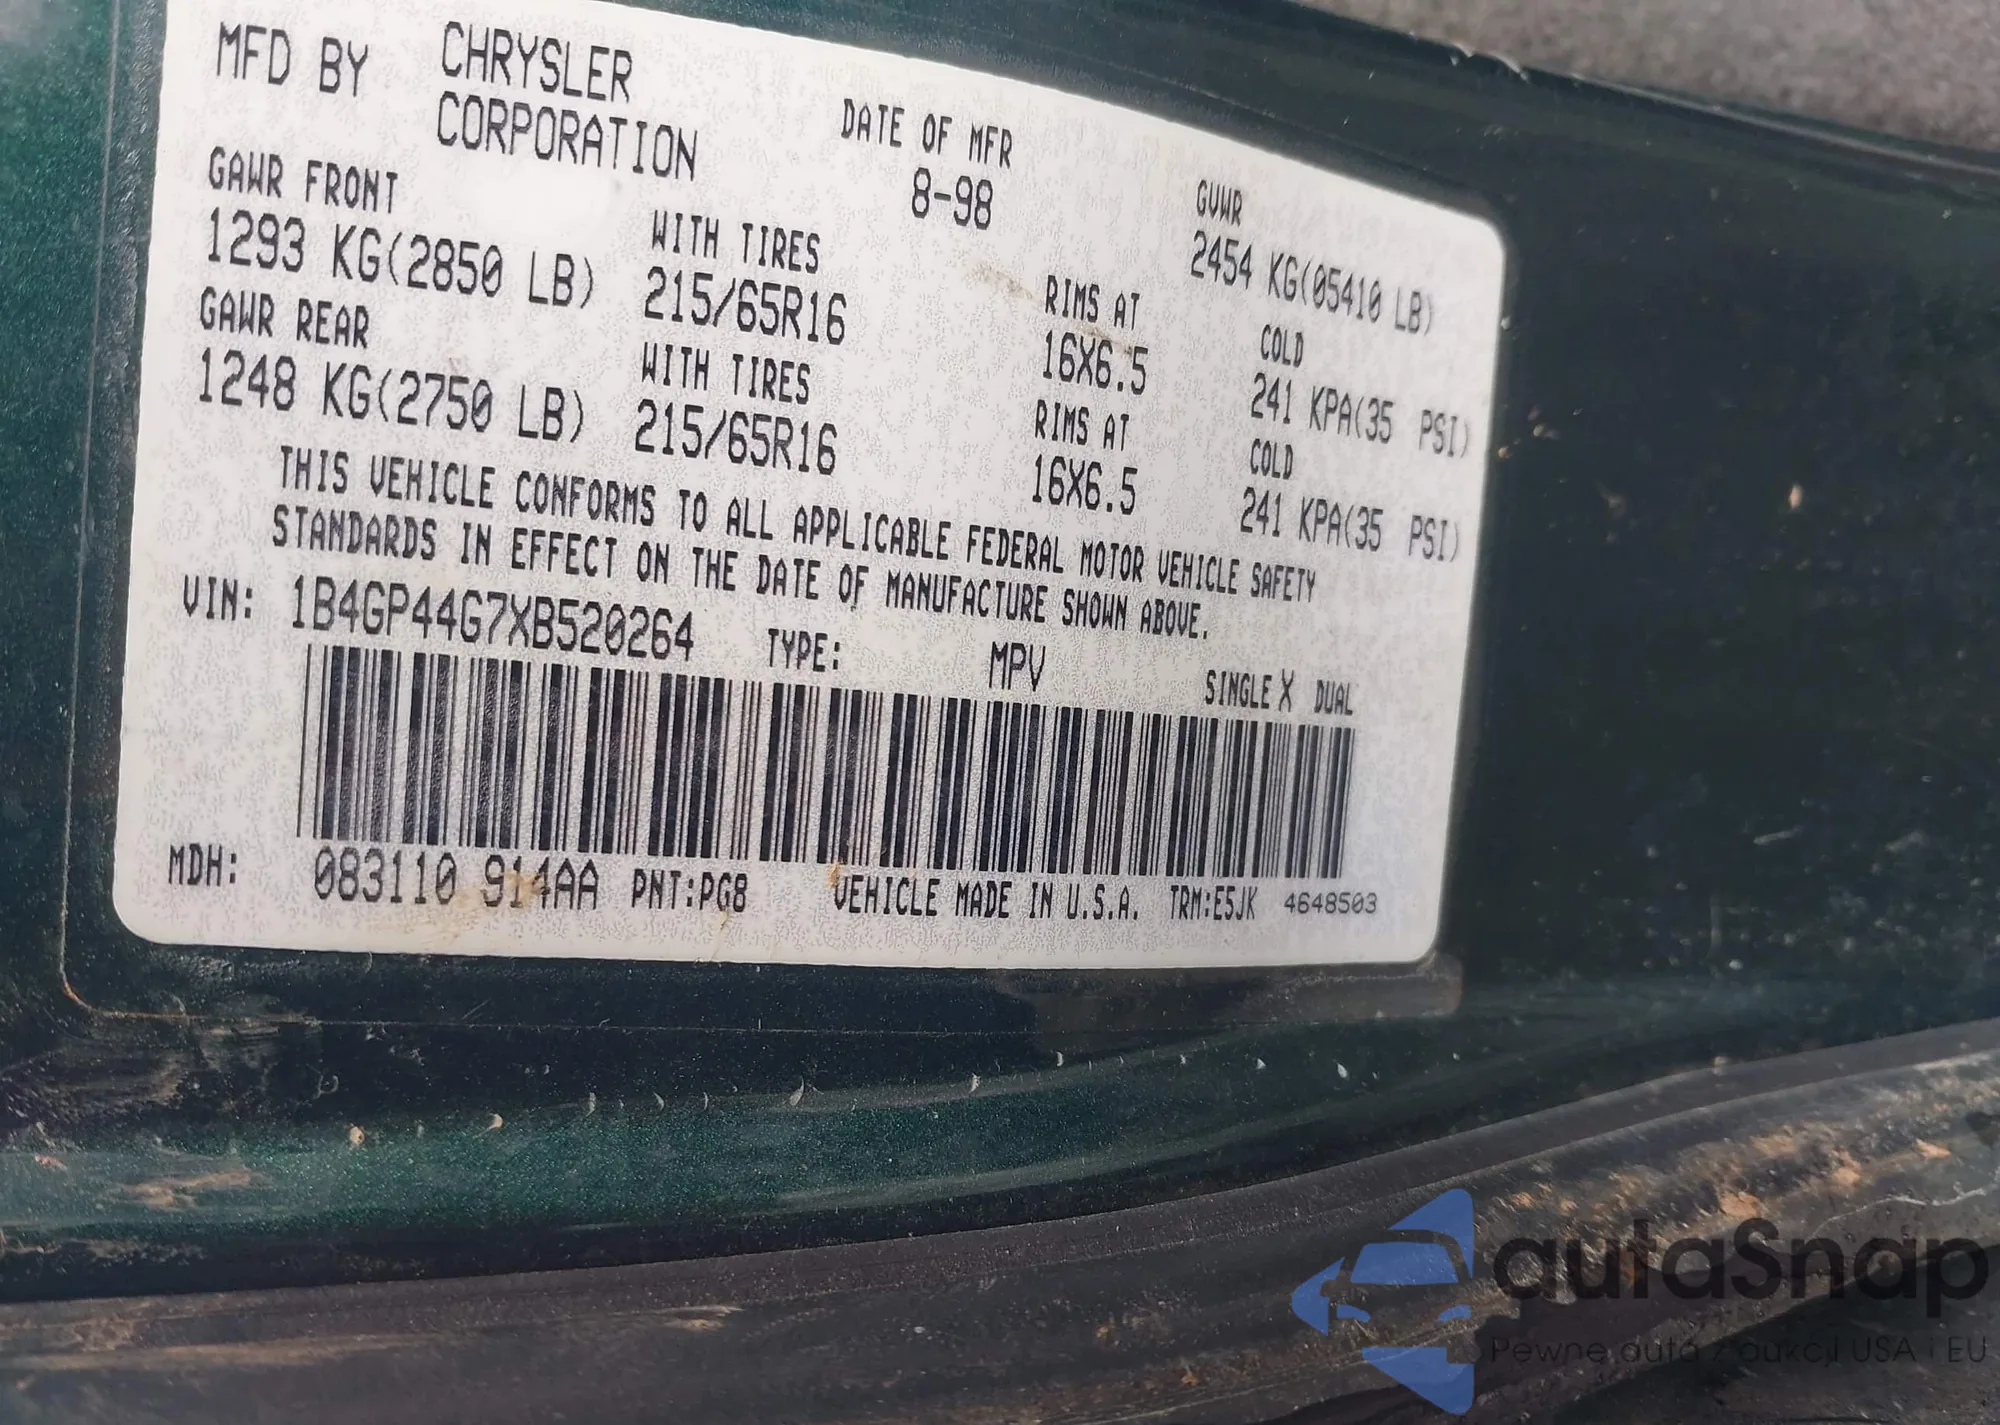 MFD BY CHRYSLER CORPORATION DATE OF MFR 8-98 GVWR 2454 KG(05410 LB)
GAWR FRONT WITH TIRES RIMS AT COLD
1293 KG(2850 LB) 215/65R16 16X6.5 241 KPA(35 PSI)
GAWR REAR WITH TIRES RIMS AT COLD
1248 KG(2750 LB) 215/65R16 16X6.5 241 KPA(35 PSI)
THIS VEHICLE CONFORMS TO ALL APPLICABLE FEDERAL MOTOR VEHICLE SAFETY
STANDARDS IN EFFECT ON THE DATE OF MANUFACTURE SHOWN ABOVE.
VIN: 1B4GP44G7XB520264 TYPE: MPV SINGLE X DUAL
MDH: 083110 914AA PNT:PG8 VEHICLE MADE IN U.S.A. TRM:E5JK 4648503
autaSnap
Pewne auta z aukcji USA i EU